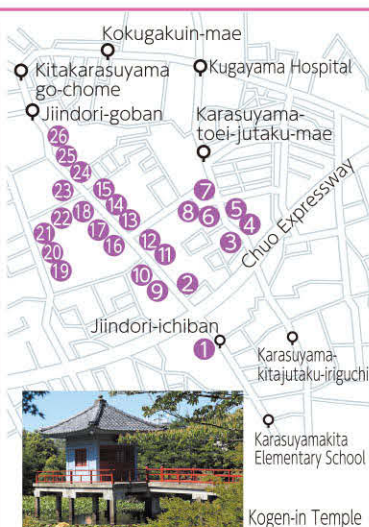 Kokugakuin-mae
Kitakarasuyama
go-chome
Kugayama Hospital
Jiindori-goban
Karasuyama-
toei-jutaku-mae
26
25
24
23
15
14
13
22
18
17
16
21
20
19
12
11
10
9
7
8
6
5
4
3
2
Chuo Expressway
Jiindori-ichiban
1
Karasuyama-
kitajutaku-iriguchi
Karasuyamakita
Elementary School
Kogen-in Temple